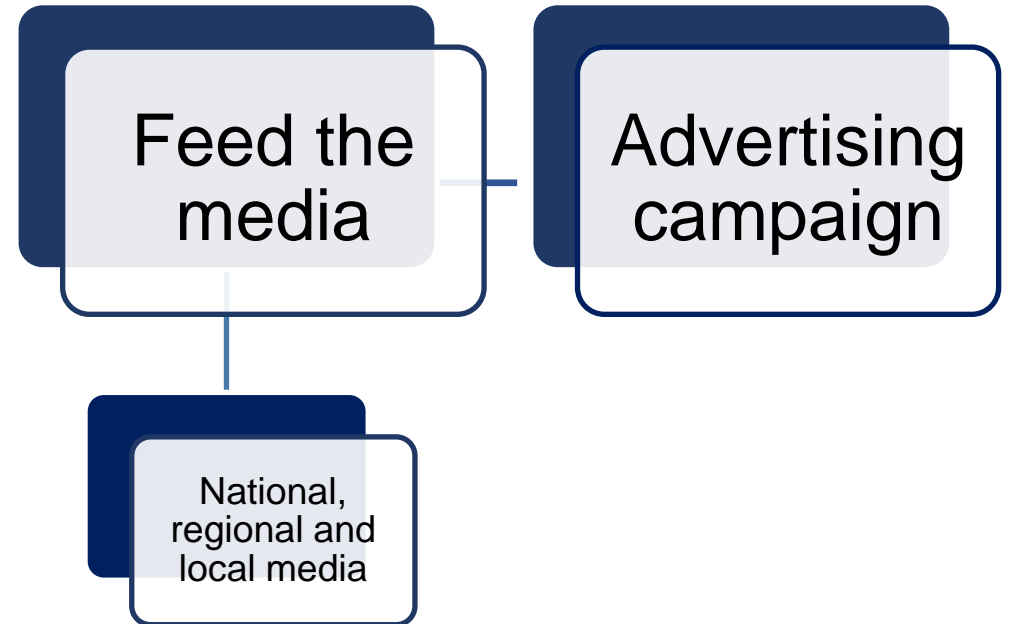 Feed the
media
Advertising
campaign
National,
regional and
local media